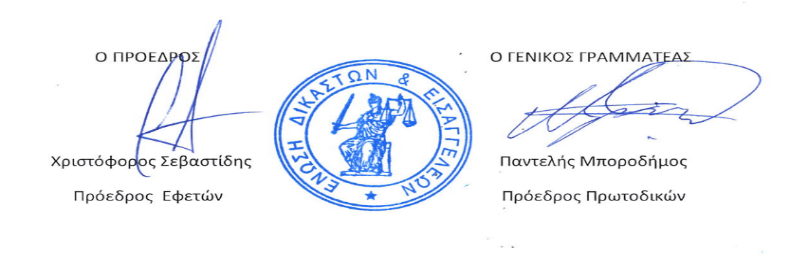 Ο ΠΡΟΕΔΡΟΣ
Χριστόφορος Σεβαστίδης
Πρόεδρος Εφετών
ΕΝΩΣΗ ΔΙΚΑΣΤΩΝ & ΕΙΣΑΓΓΕΛΕΩΝ
Ο ΓΕΝΙΚΟΣ ΓΡΑΜΜΑΤΕΑΣ
Παντελής Μποροδήμος
Πρόεδρος Πρωτοδικών